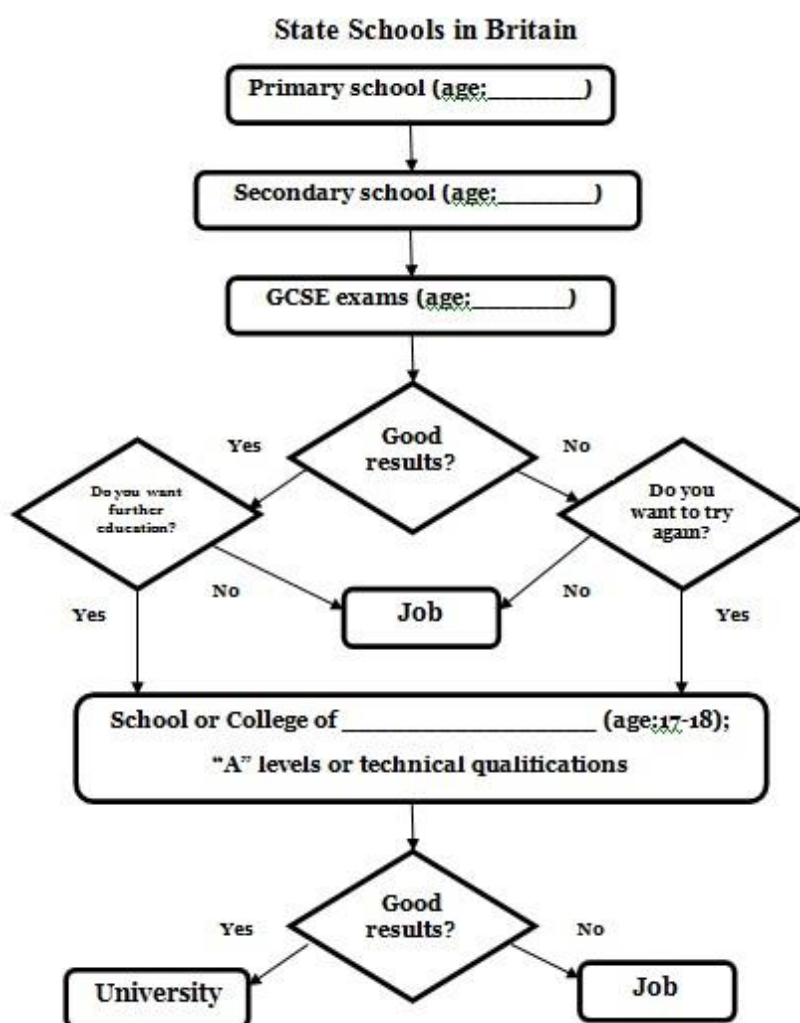 State Schools in Britain
Primary school (age:________)
Secondary school (age:________)
GCSE exams (age:________)
Good
results?
Yes
No
Do you want
further
education?
Do you
want to try
again?
No
No
Job
Yes
Yes
School or College of ____________________ (age:17-18);
“A” levels or technical qualifications
Good
results?
Yes
No
University
Job